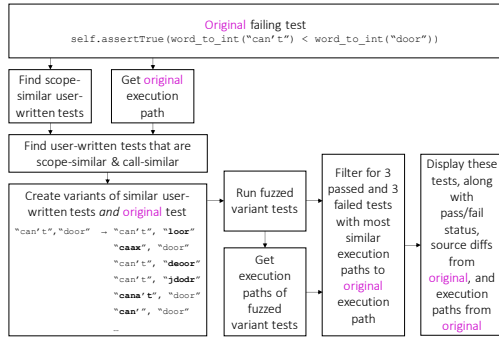 Original failing test
self.assertTrue(word_to_int(“can’t”) < word_to_int(“door”))
Find scope-
similar user-
written tests
Get original
execution
path
Find user-written tests that are
scope-similar & call-similar
Create variants of similar user-
written tests and original test
“can’t”,“door” → “can’t”, “loor”
“caax”, “door”
“can’t”, “deoor”
“can’t”, “jdodr”
“cana’t”, “door”
“can’”, “door”
…
Run fuzzed
variant tests
Get
execution
paths of
fuzzed
variant tests
Filter for 3
passed and 3
failed tests
with most
similar
execution
paths to
original
execution
path
Display these
tests, along
with
pass/fail
status,
source diffs
from
original, and
execution
paths from
original